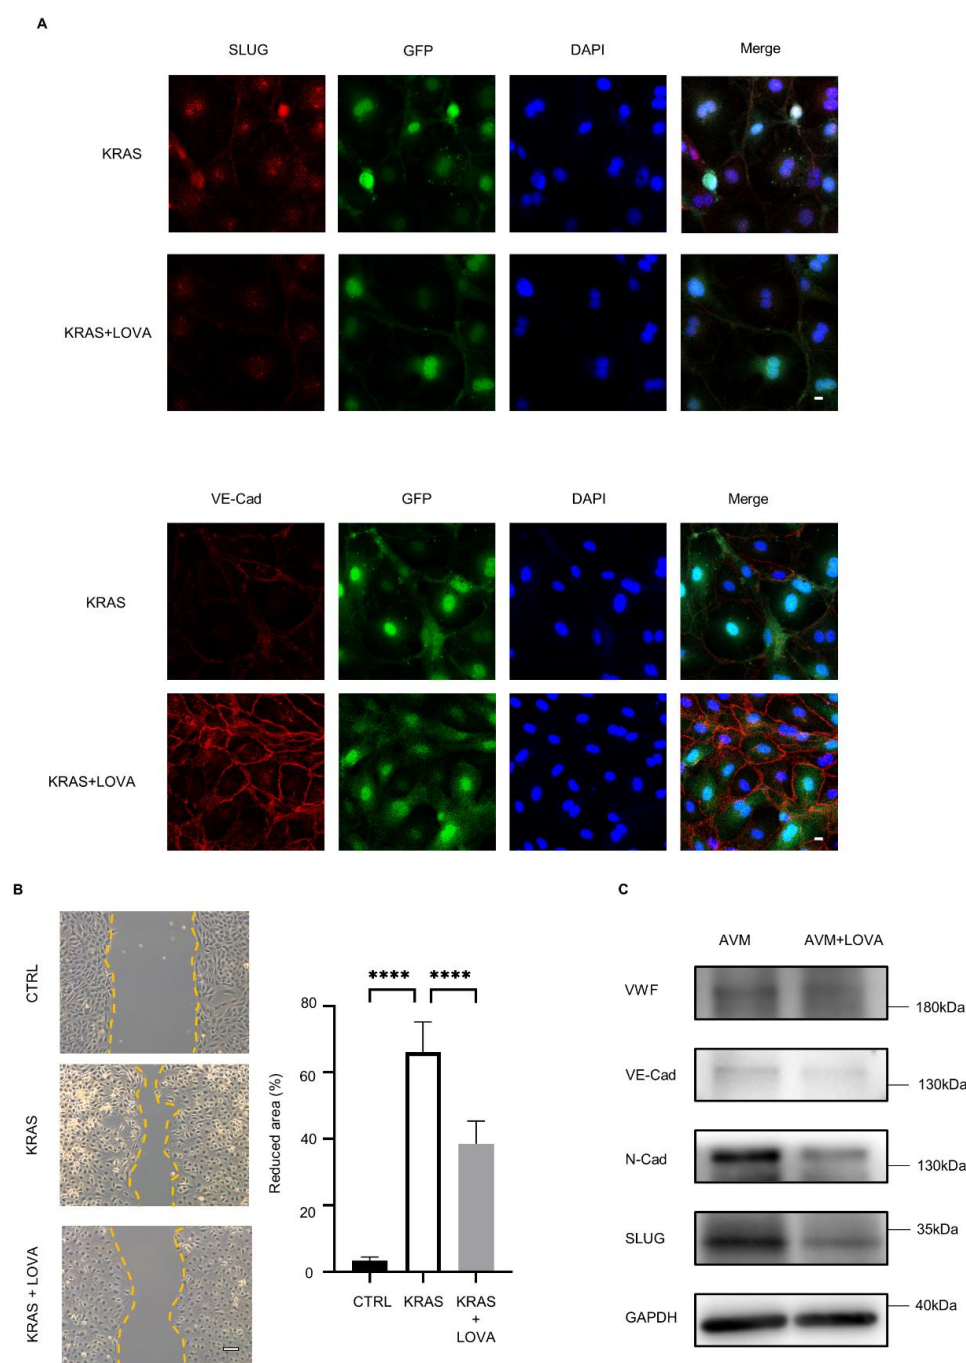 A
SLUG GFP DAPI Merge
KRAS
KRAS+LOVA
VE-Cad GFP DAPI Merge
KRAS
KRAS+LOVA
B
CTRL
KRAS
KRAS + LOVA
**** ****
Reduced area (%)
80
60
40
20
0
CTRL KRAS KRAS
+
LOVA
C
AVM AVM+LOVA
VWF
180kDa
VE-Cad
130kDa
N-Cad
130kDa
SLUG
35kDa
GAPDH
40kDa